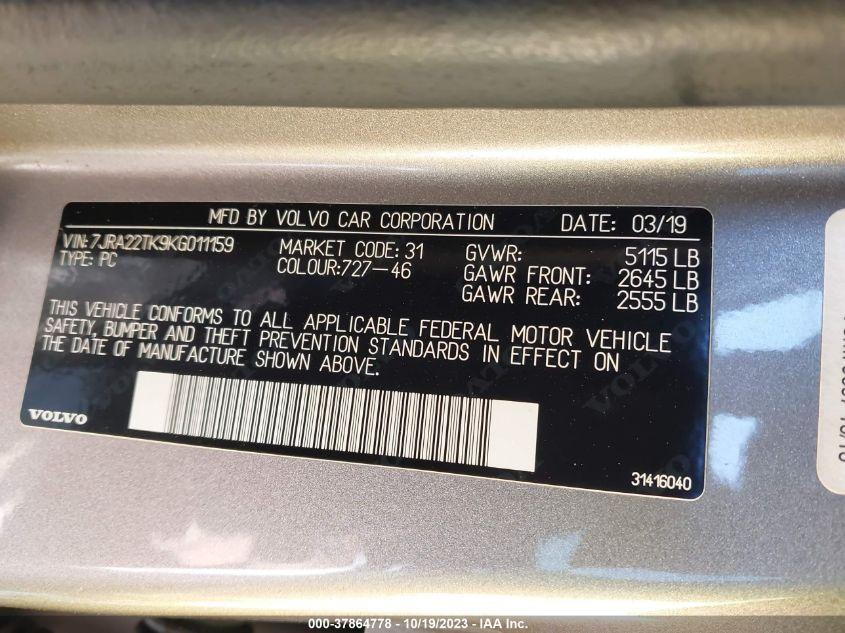 MFD BY VOLVO CAR CORPORATION DATE: 03/19
VIN: 7JRA22TK9KG011159 MARKET CODE: 31 GVWR: 5115 LB
TYPE: PC COLOUR:727-46 GAWR FRONT: 2645 LB
GAWR REAR: 2555 LB
THIS VEHICLE CONFORMS TO ALL APPLICABLE FEDERAL MOTOR VEHICLE
SAFETY, BUMPER AND THEFT PREVENTION STANDARDS IN EFFECT ON
THE DATE OF MANUFACTURE SHOWN ABOVE.
VOLVO
31416040
000-37864778 - 10/19/2023 - IAA Inc.